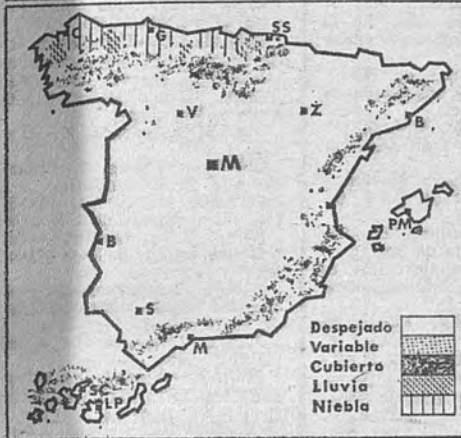 C G SS
V Z B
M
PM
B
S
M
SC
LP
Despejado
Variable
Cubierto
Lluvia
Niebla